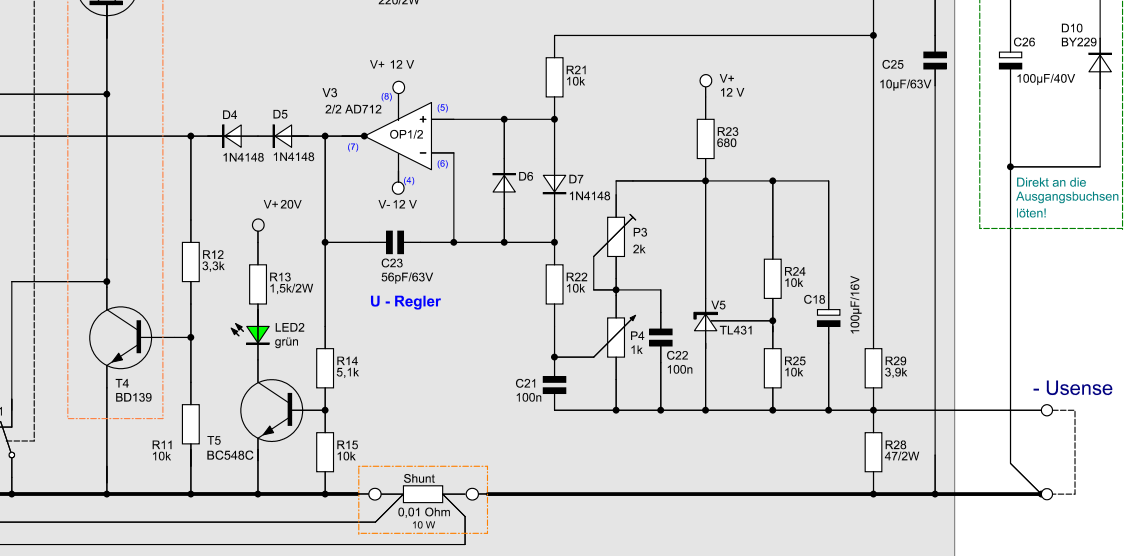 220/2W
D10
BY229
C26
100µF/40V
C25
10µF/63V
V+ 12 V
(8)
V3
2/2 AD712
R21
10k
V+
12 V
(5)
+
OP1/2
(7)
−
(6)
(4)
V- 12 V
D4
1N4148
D5
1N4148
R23
680
D6
D7
1N4148
Direkt an die
Ausgangsbuchsen
löten!
V+20V
P3
2k
R12
3,3k
R13
1,5k/2W
C23
56pF/63V
U - Regler
R22
10k
R24
10k
C18
100µF/16V
LED2
grün
P4
1k
V5
TL431
C22
100n
R14
5,1k
R25
10k
R29
3,9k
T4
BD139
C21
100n
- Usense
R11
10k
T5
BC548C
R15
10k
R28
47/2W
Shunt
0,01 Ohm
10 W